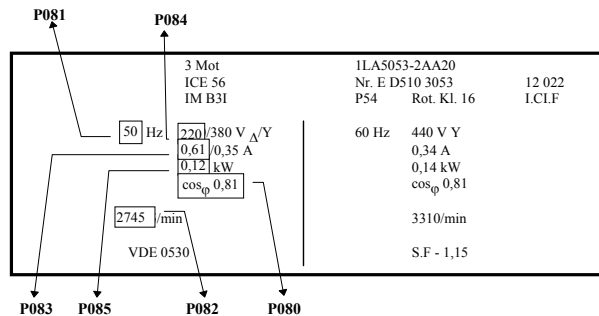 P081 P084
3 Mot 1LA5053-2AA20
ICE 56 Nr. E D510 3053 12 022
IM B3I P54 Rot. Kl. 16 I.CI.F
50 Hz 220/380 V Δ/Y 60 Hz 440 V Y
0,61/0,35 A 0,34 A
0,12 kW 0,14 kW
cosφ 0,81 cosφ 0,81
2745 /min 3310/min
VDE 0530 S.F - 1,15
P083 P085 P082 P080